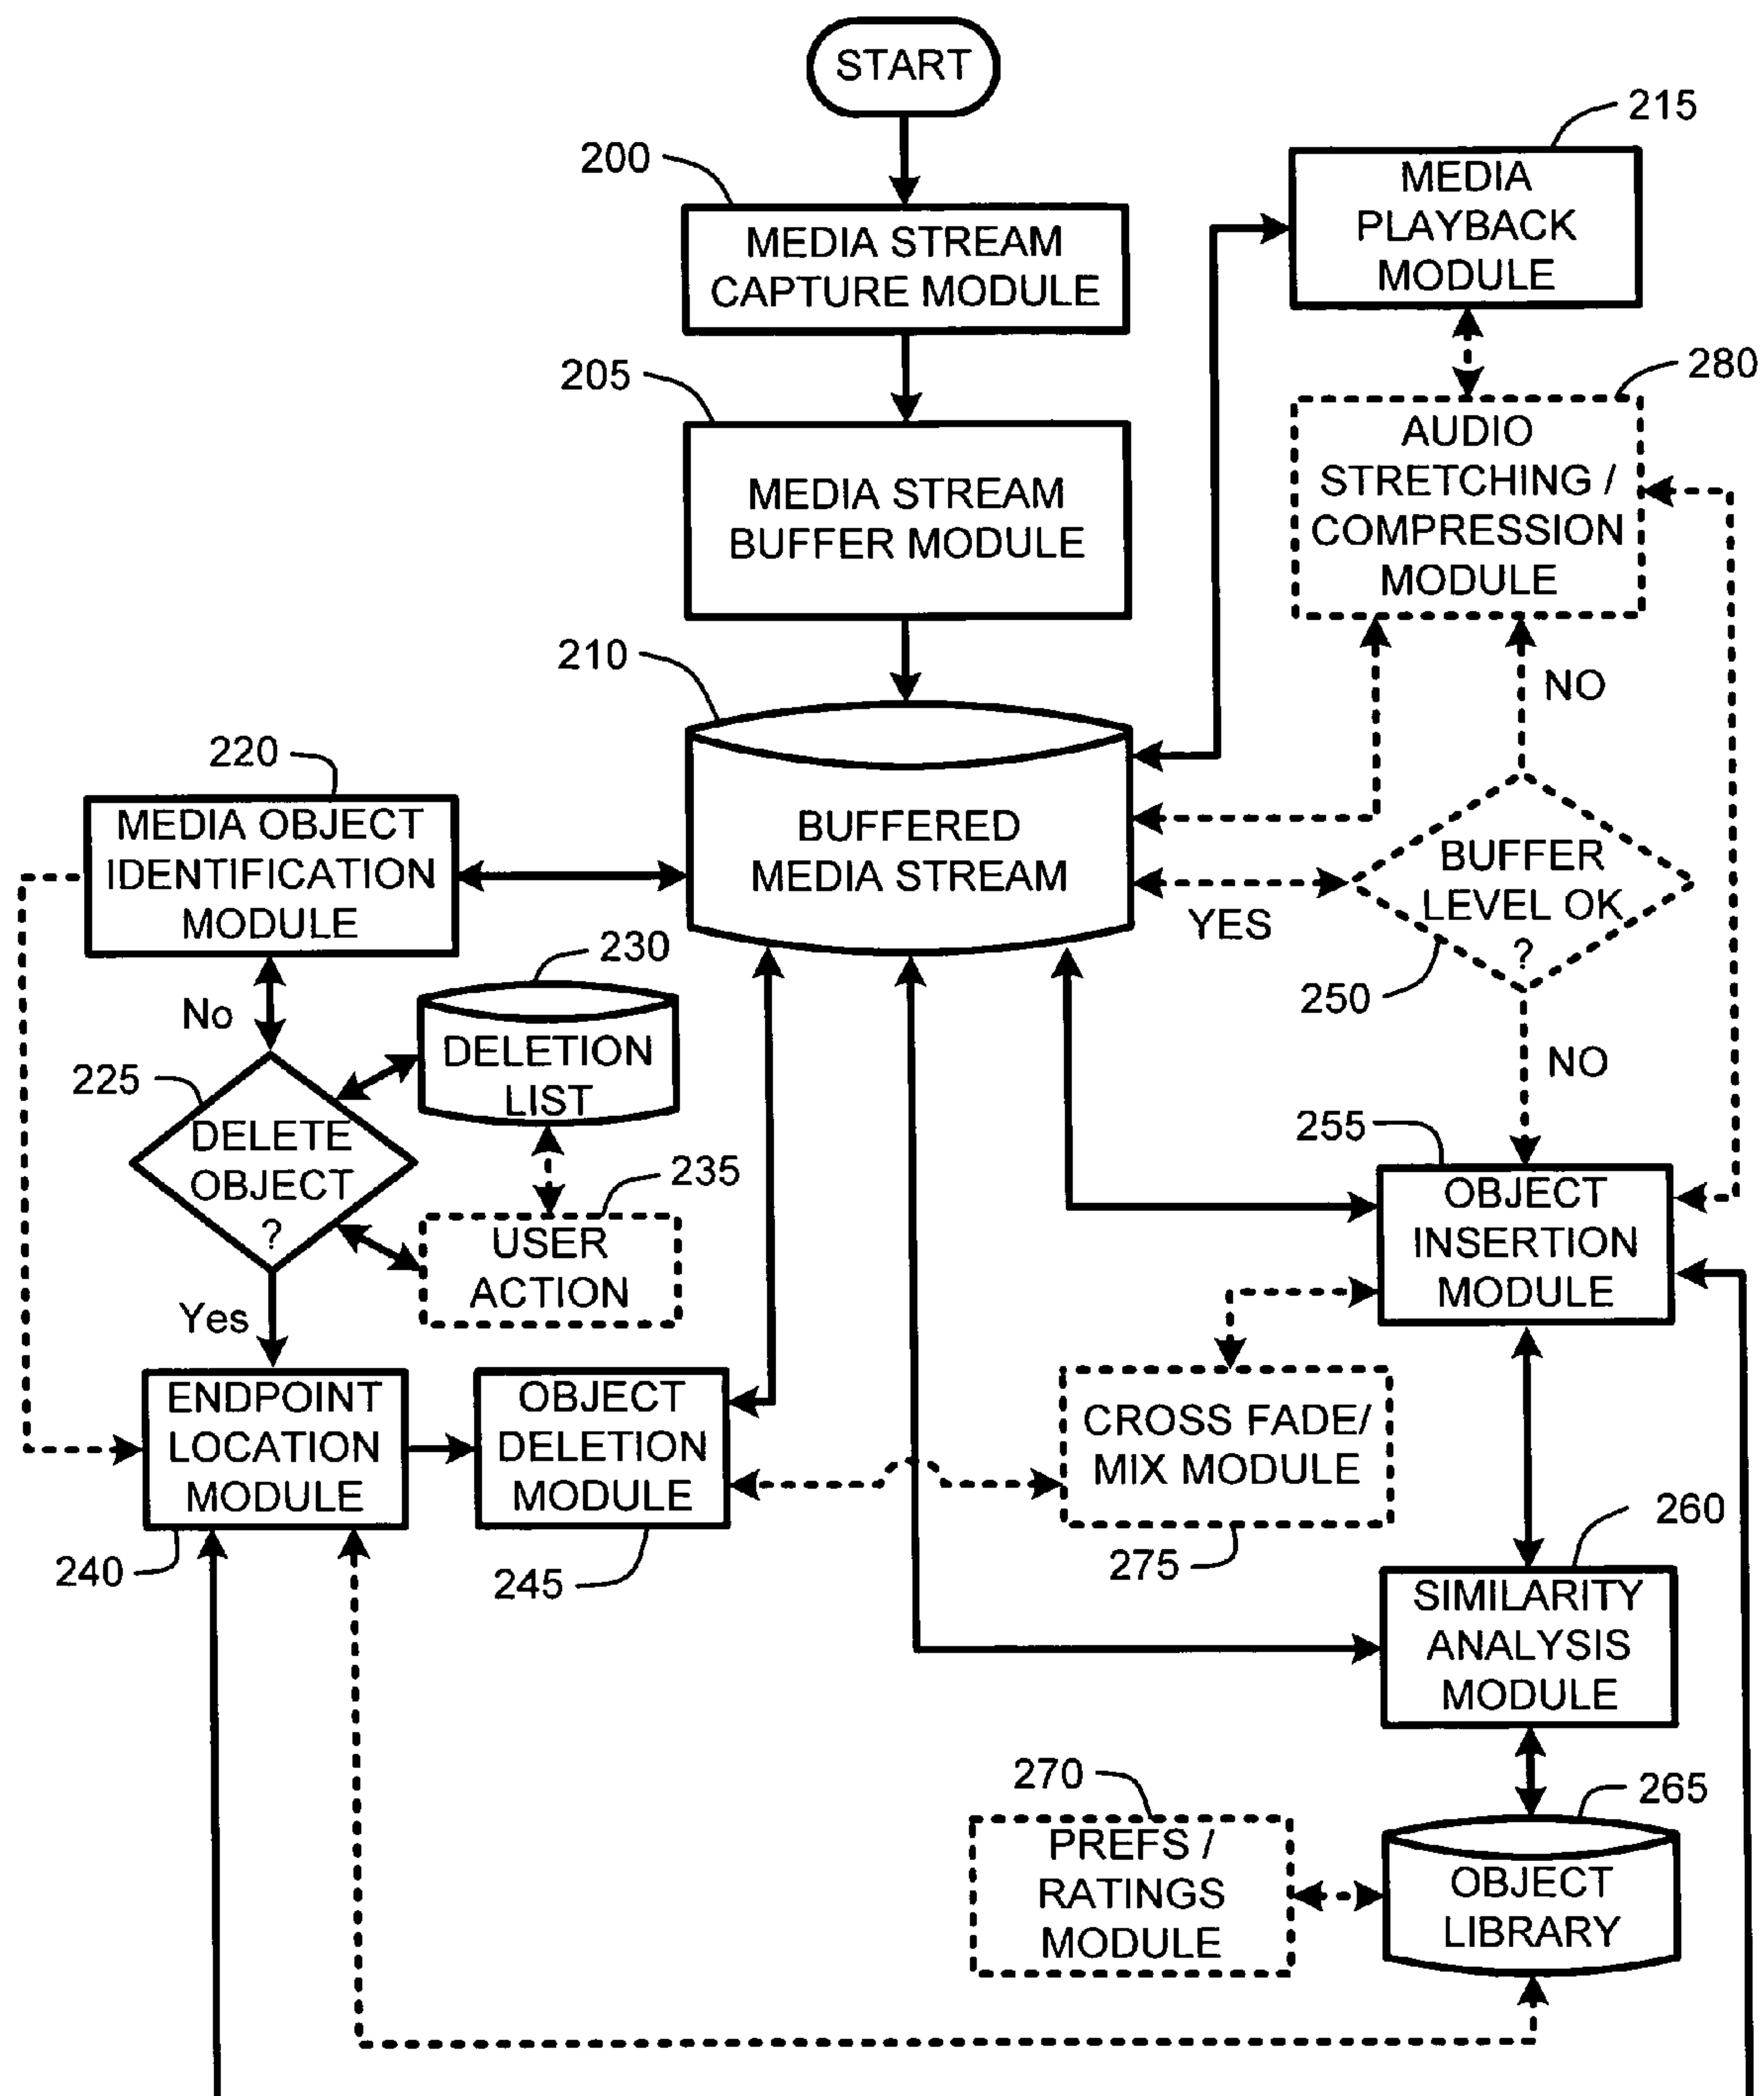 START
200
MEDIA STREAM
CAPTURE MODULE
215
MEDIA
PLAYBACK
MODULE
205
MEDIA STREAM
BUFFER MODULE
280
AUDIO
STRETCHING /
COMPRESSION
MODULE
210
BUFFERED
MEDIA STREAM
NO
YES
BUFFER
LEVEL OK
?
250
NO
220
MEDIA OBJECT
IDENTIFICATION
MODULE
No
230
DELETION
LIST
225
DELETE
OBJECT
?
235
USER
ACTION
Yes
255
OBJECT
INSERTION
MODULE
ENDPOINT
LOCATION
MODULE
240
OBJECT
DELETION
MODULE
245
CROSS FADE/
MIX MODULE
275
260
SIMILARITY
ANALYSIS
MODULE
270
PREFS /
RATINGS
MODULE
265
OBJECT
LIBRARY